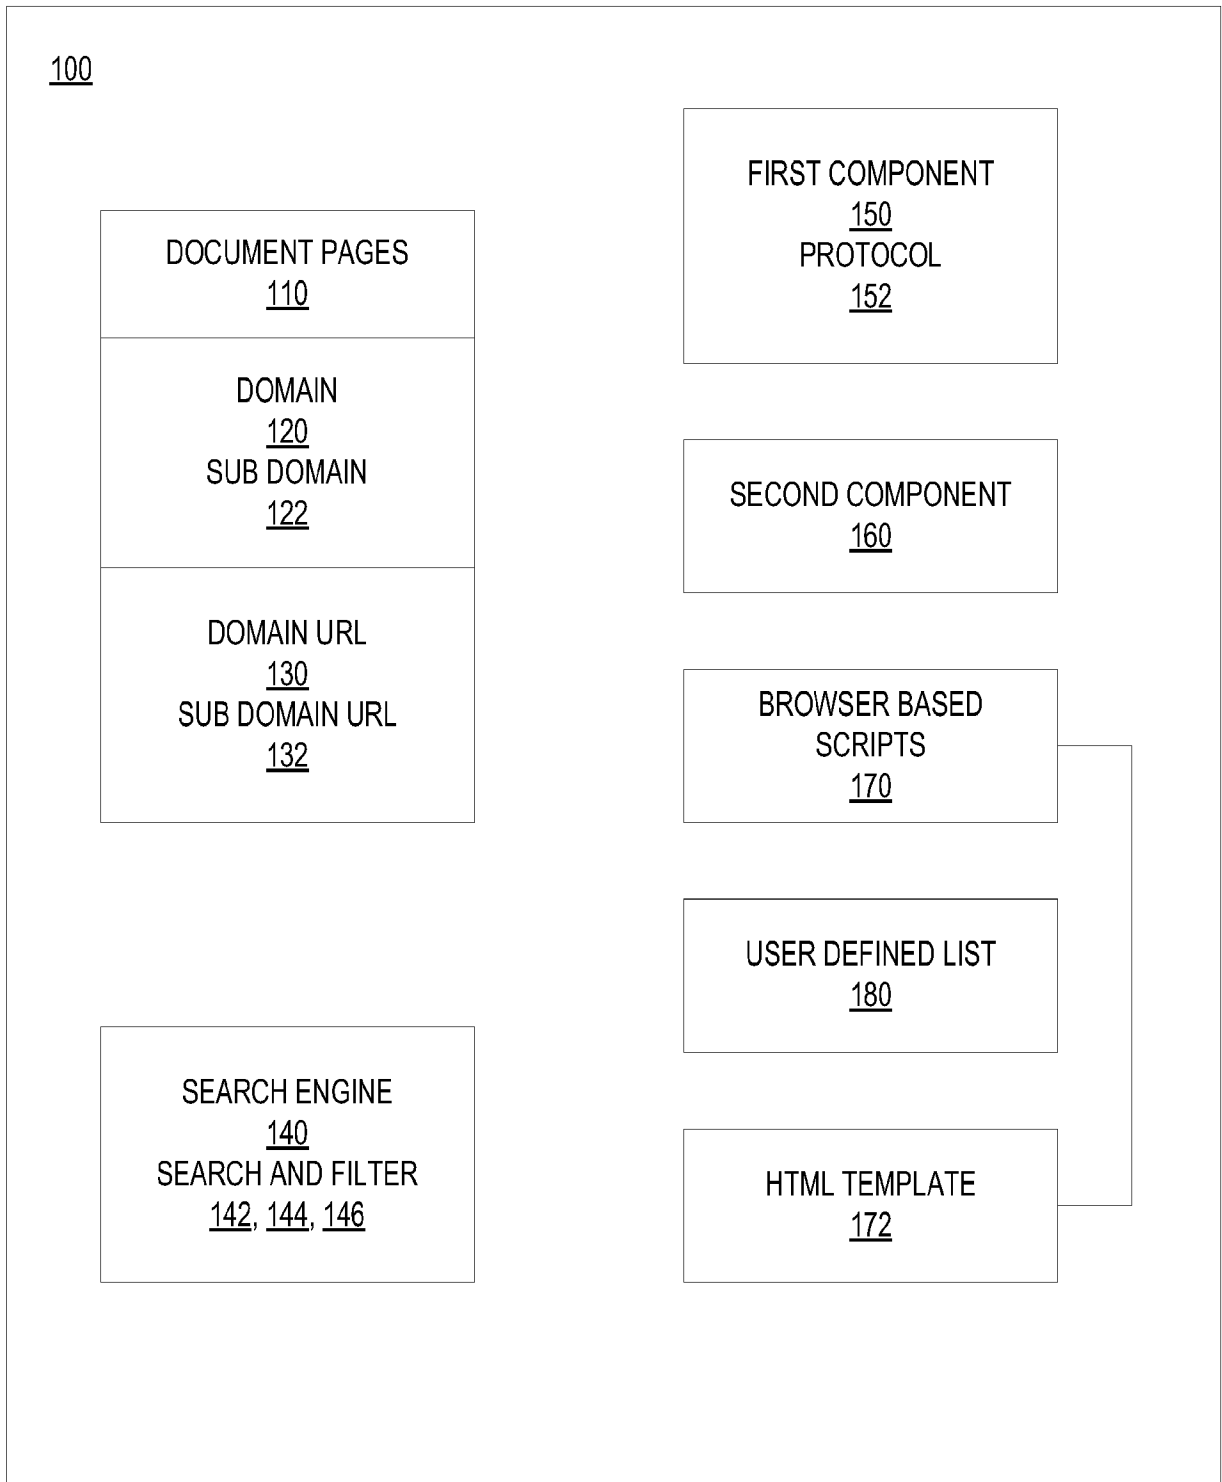 100
DOCUMENT PAGES
110
DOMAIN
120
SUB DOMAIN
122
DOMAIN URL
130
SUB DOMAIN URL
132
SEARCH ENGINE
140
SEARCH AND FILTER
142, 144, 146
FIRST COMPONENT
150
PROTOCOL
152
SECOND COMPONENT
160
BROWSER BASED
SCRIPTS
170
USER DEFINED LIST
180
HTML TEMPLATE
172